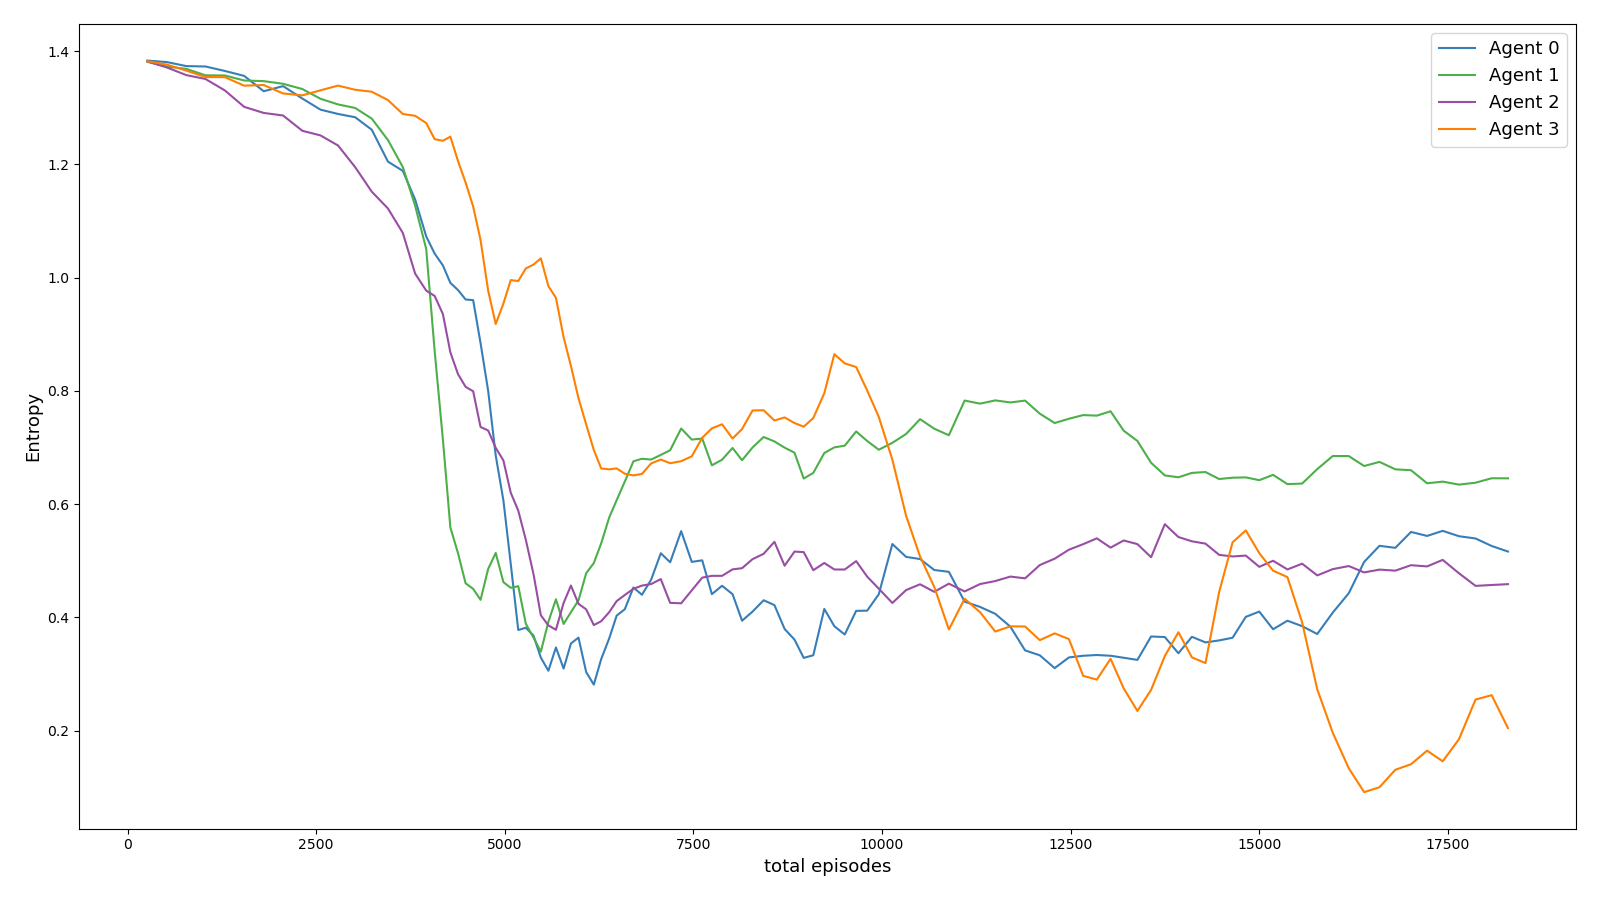 1.4
1.2
1.0
0.8
0.6
0.4
0.2
Entropy
Agent 0
Agent 1
Agent 2
Agent 3
0 2500 5000 7500 10000 12500 15000 17500
total episodes